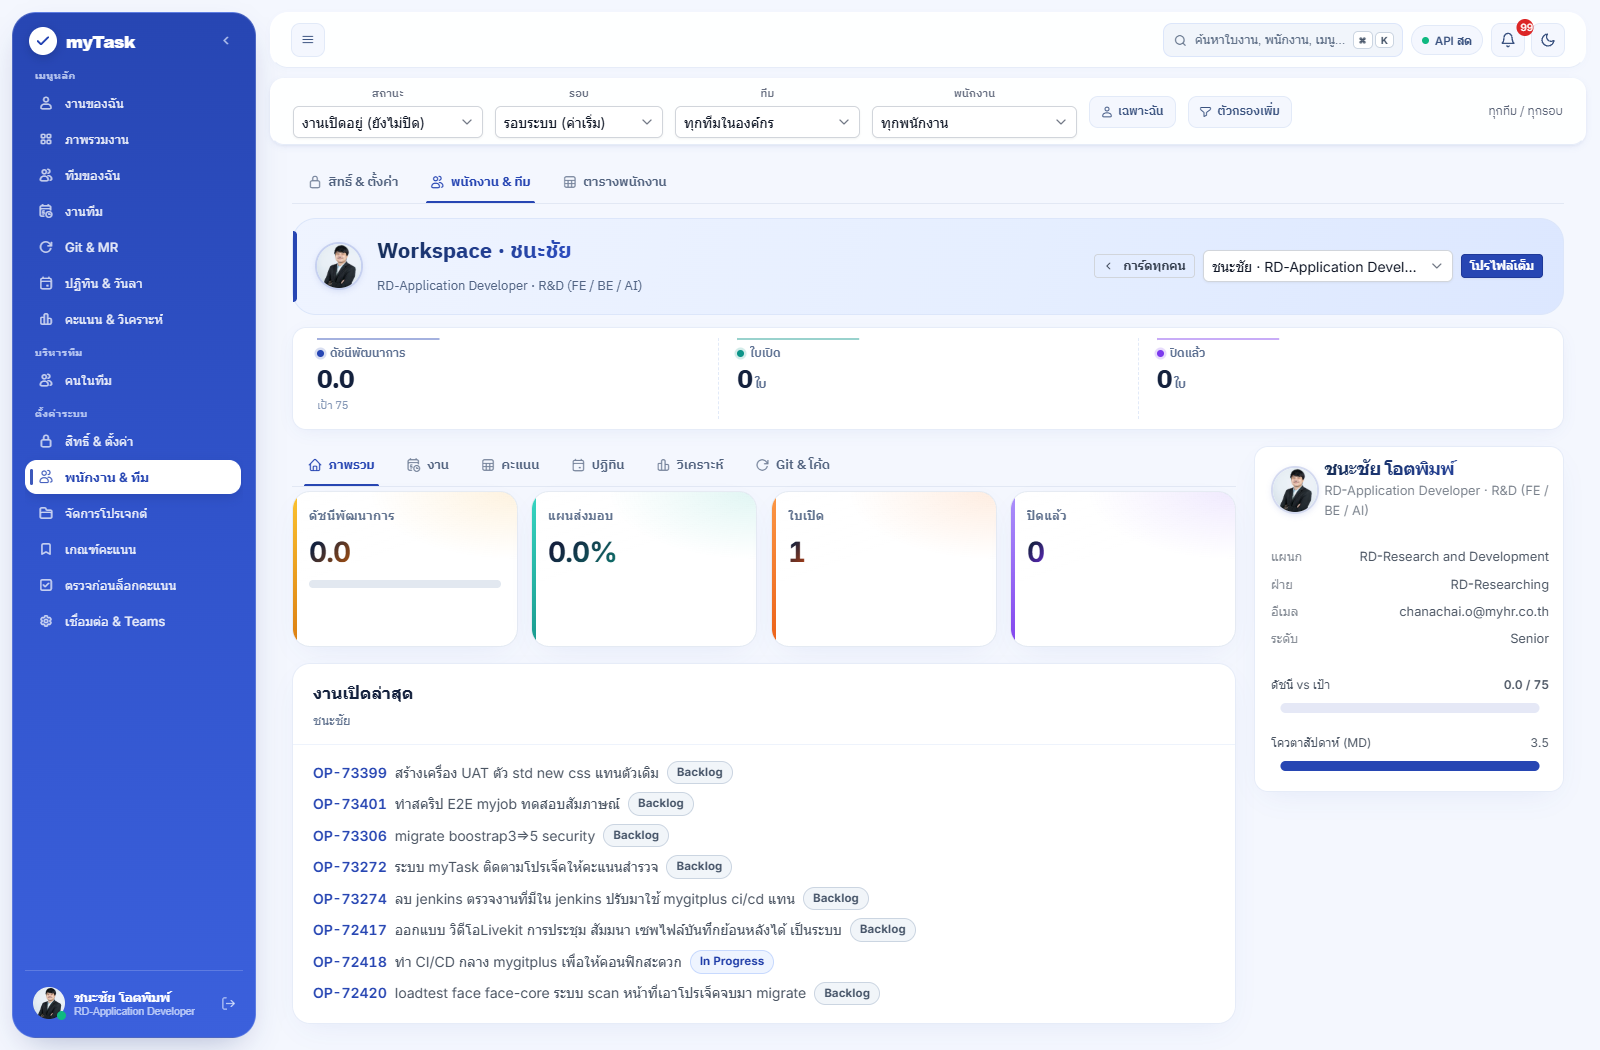 myTask
เมนูหลัก
งานของฉัน
ภาพรวมงาน
ทีมของฉัน
งานทีม
Git & MR
ปฏิทิน & วันลา
คะแนน & วิเคราะห์
บริหารทีม
คนในทีม
ตั้งค่าระบบ
สิทธิ์ & ตั้งค่า
พนักงาน & ทีม
จัดการโปรเจกต์
เกณฑ์คะแนน
ตรวจก่อนล็อกคะแนน
เชื่อมต่อ & Teams
ชนะชัย โอตพิมพ์
RD-Application Developer
ค้นหาใบงาน, พนักงาน, เมนู... ⌘ K
API สด
99
สถานะ รอบ ทีม พนักงาน
งานเปิดอยู่ (ยังไม่ปิด) รอบระบบ (ค่าเริ่ม) ทุกทีมในองค์กร ทุกพนักงาน เฉพาะฉัน ตัวกรองเพิ่ม ทุกทีม / ทุกรอบ
สิทธิ์ & ตั้งค่า พนักงาน & ทีม ตารางพนักงาน
Workspace · ชนะชัย
RD-Application Developer · R&D (FE / BE / AI)
การ์ดทุกคน ชนะชัย · RD-Application Devel... โปรไฟล์เต็ม
ดัชนีพัฒนาการ ใบเปิด ปิดแล้ว
0.0 0 ใบ 0 ใบ
เป้า 75
ภาพรวม งาน คะแนน ปฏิทิน วิเคราะห์ Git & โค้ด
ดัชนีพัฒนาการ แผนส่งมอบ ใบเปิด ปิดแล้ว
0.0 0.0% 1 0
งานเปิดล่าสุด
ชนะชัย
OP-73399 สร้างเครื่อง UAT ตัว std new css แทนตัวเดิม Backlog
OP-73401 ทำสคริป E2E myjob ทดสอบสัมภาษณ์ Backlog
OP-73306 migrate boostrap3=>5 security Backlog
OP-73272 ระบบ myTask ติดตามโปรเจ็คให้คะแนนสำรวจ Backlog
OP-73274 ลบ jenkins ตรวจงานที่มีใน jenkins ปรับมาใช้ mygitplus ci/cd แทน Backlog
OP-72417 ออกแบบ วิดีโอLivekit การประชุม สัมมนา เซพไฟล์บันทึกย้อนหลังได้ เป็นระบบ Backlog
OP-72418 ทำ CI/CD กลาง mygitplus เพื่อให้คอนฟิกสะดวก In Progress
OP-72420 loadtest face face-core ระบบ scan หน้าที่เอาโปรเจ็คจบมา migrate Backlog
ชนะชัย โอตพิมพ์
RD-Application Developer · R&D (FE /
BE / AI)
แผนก RD-Research and Development
ฝ่าย RD-Researching
อีเมล chanachai.o@myhr.co.th
ระดับ Senior
ดัชนี vs เป้า 0.0 / 75
โควตาสัปดาห์ (MD) 3.5